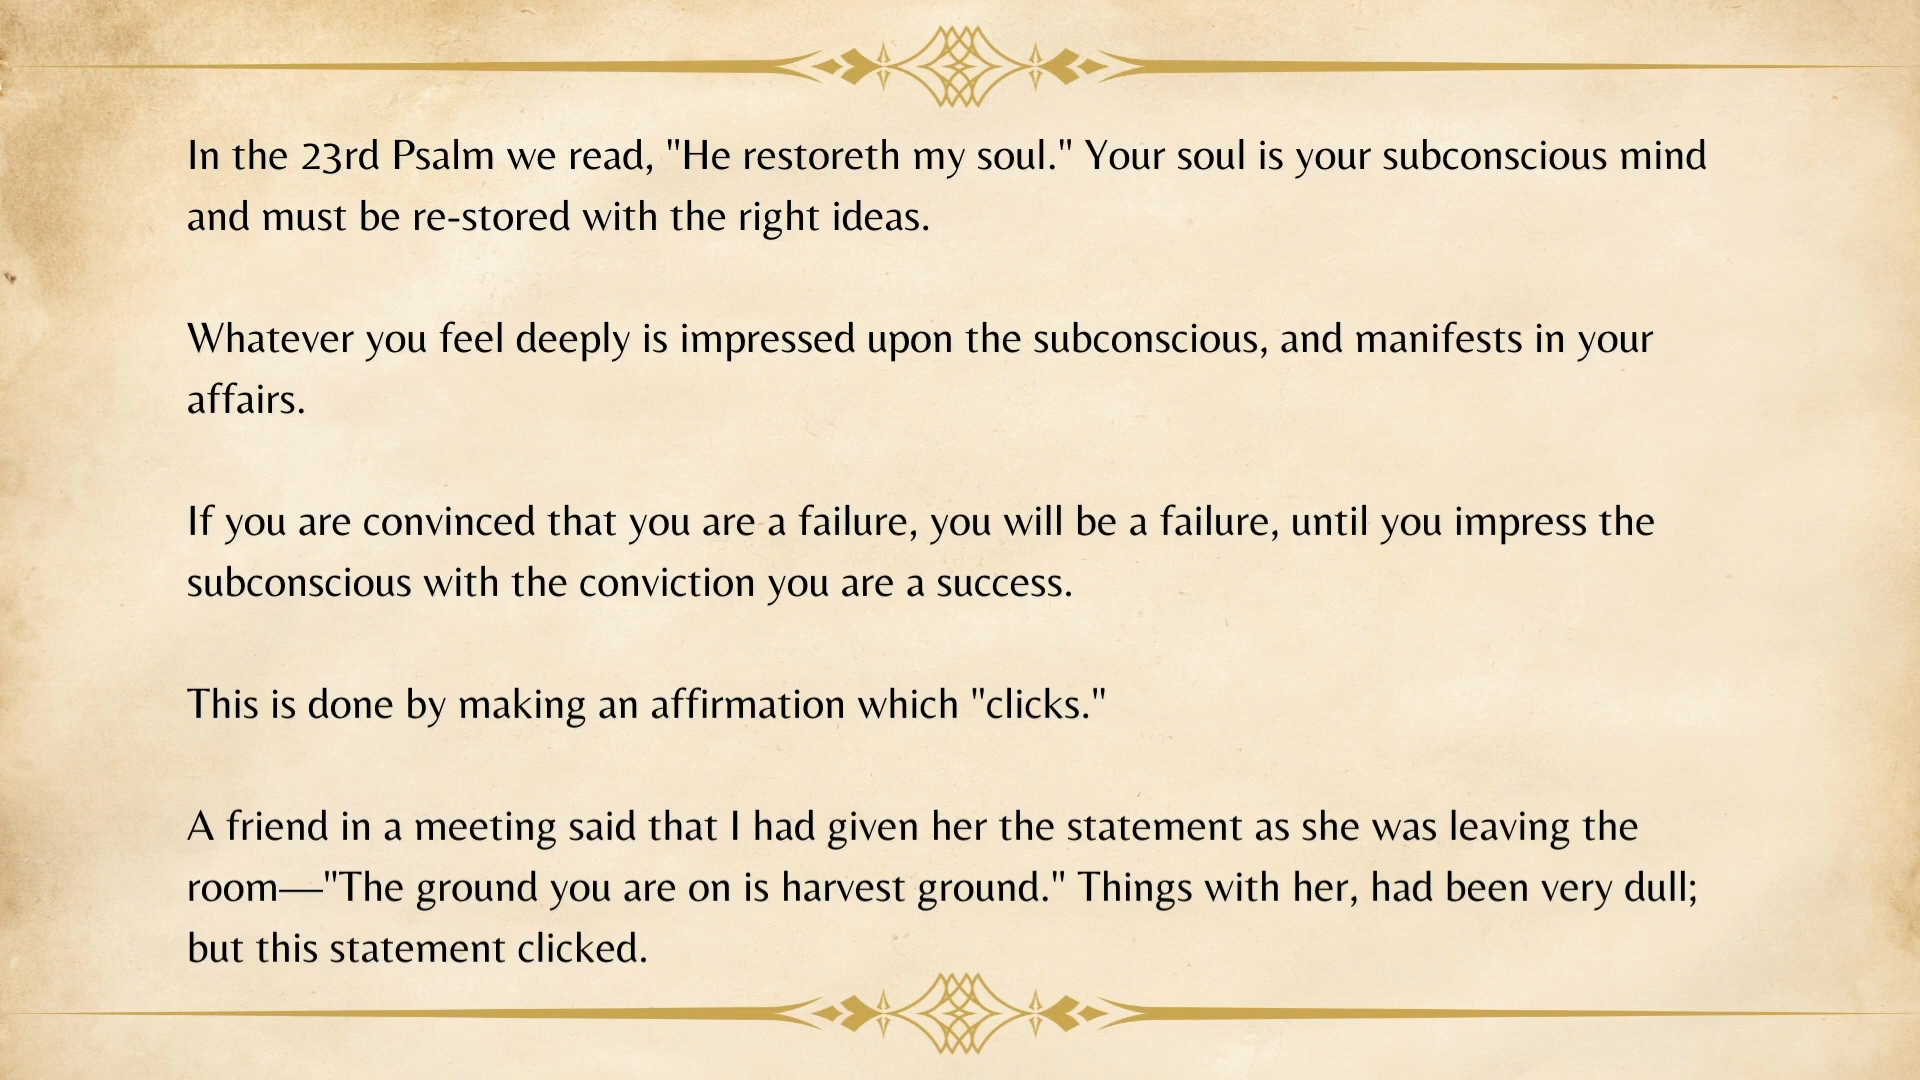 In the 23rd Psalm we read, "He restoreth my soul." Your soul is your subconscious mind
and must be re-stored with the right ideas.
Whatever you feel deeply is impressed upon the subconscious, and manifests in your
affairs.
If you are convinced that you are a failure, you will be a failure, until you impress the
subconscious with the conviction you are a success.
This is done by making an affirmation which "clicks."
A friend in a meeting said that I had given her the statement as she was leaving the
room—"The ground you are on is harvest ground." Things with her, had been very dull;
but this statement clicked.